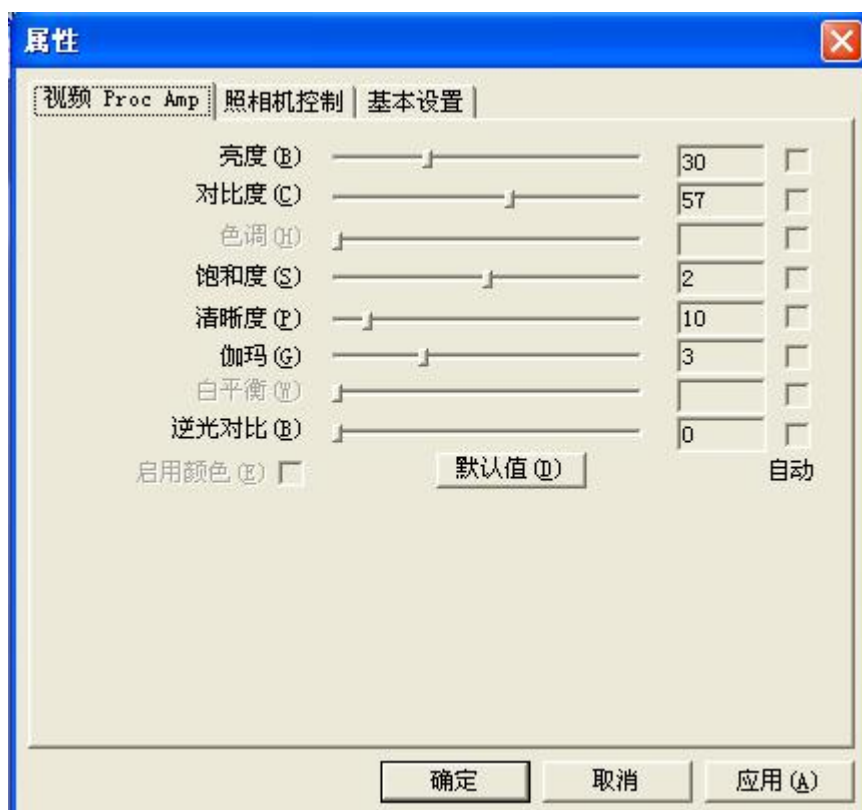 属性
视频 Proc Amp 照相机控制 基本设置
亮度(B) 30
对比度(C) 57
色调(H)
饱和度(S) 2
清晰度(P) 10
伽玛(G) 3
白平衡(W)
逆光对比(B) 0
启用颜色(E) 默认值(D) 自动
确定 取消 应用(A)